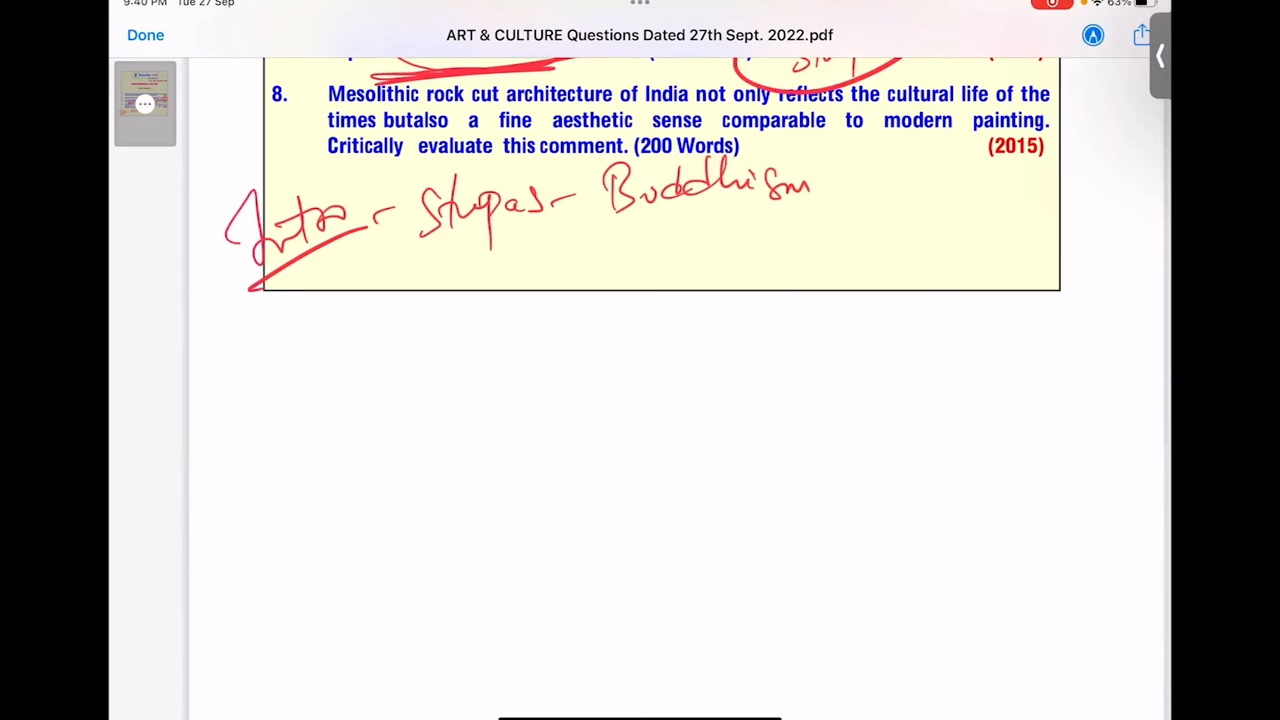 9:40 PM Tue 27 Sep
63%
Done
ART & CULTURE Questions Dated 27th Sept. 2022.pdf
8. Mesolithic rock cut architecture of India not only reflects the cultural life of the
times butalso a fine aesthetic sense comparable to modern painting.
Critically evaluate this comment. (200 Words) (2015)
Intro - Stupas - Buddhism